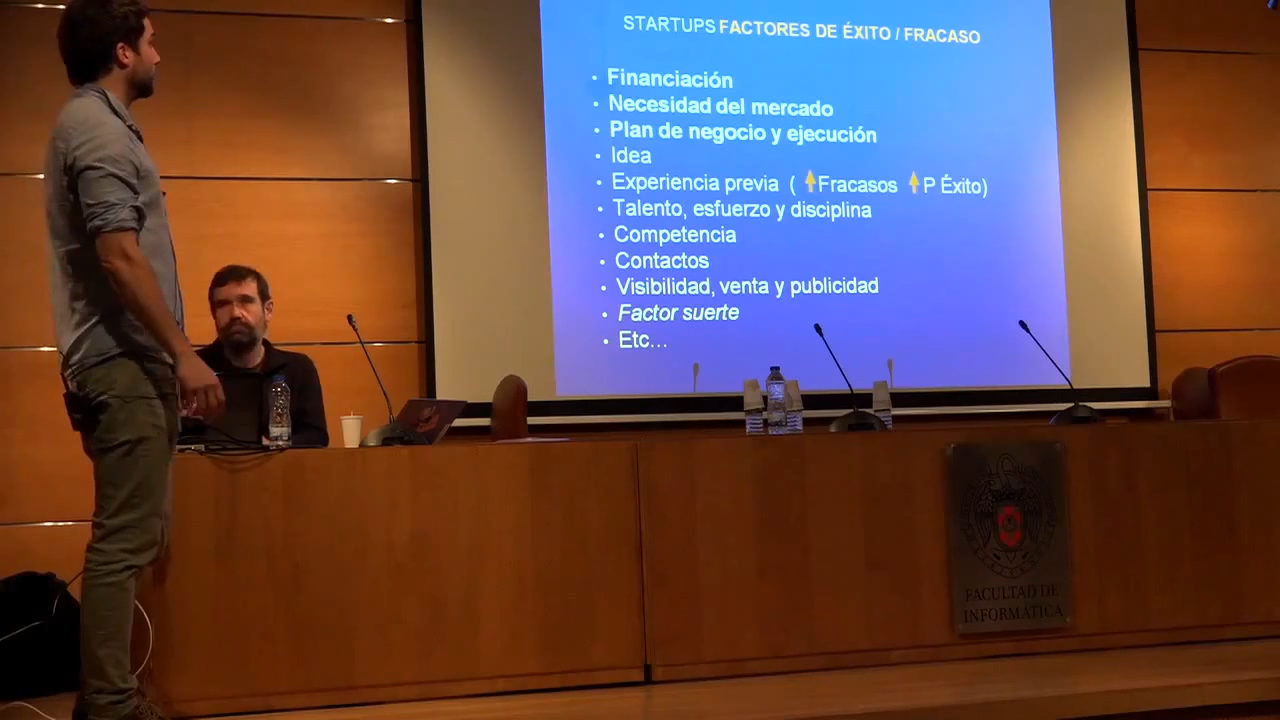 STARTUPS FACTORES DE ÉXITO / FRACASO
• Financiación
• Necesidad del mercado
• Plan de negocio y ejecución
• Idea
• Experiencia previa ( ⬆Fracasos ⬆P Éxito)
• Talento, esfuerzo y disciplina
• Competencia
• Contactos
• Visibilidad, venta y publicidad
• Factor suerte
• Etc...
FACULTAD DE
INFORMÁTICA